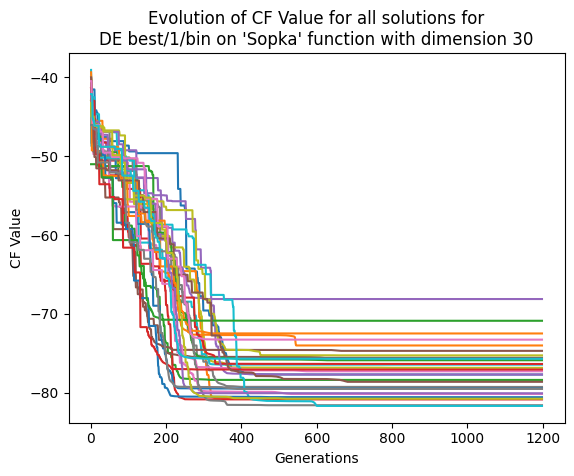 Evolution of CF Value for all solutions for
DE best/1/bin on 'Sopka' function with dimension 30
CF Value
−40
−50
−60
−70
−80
0 200 400 600 800 1000 1200
Generations